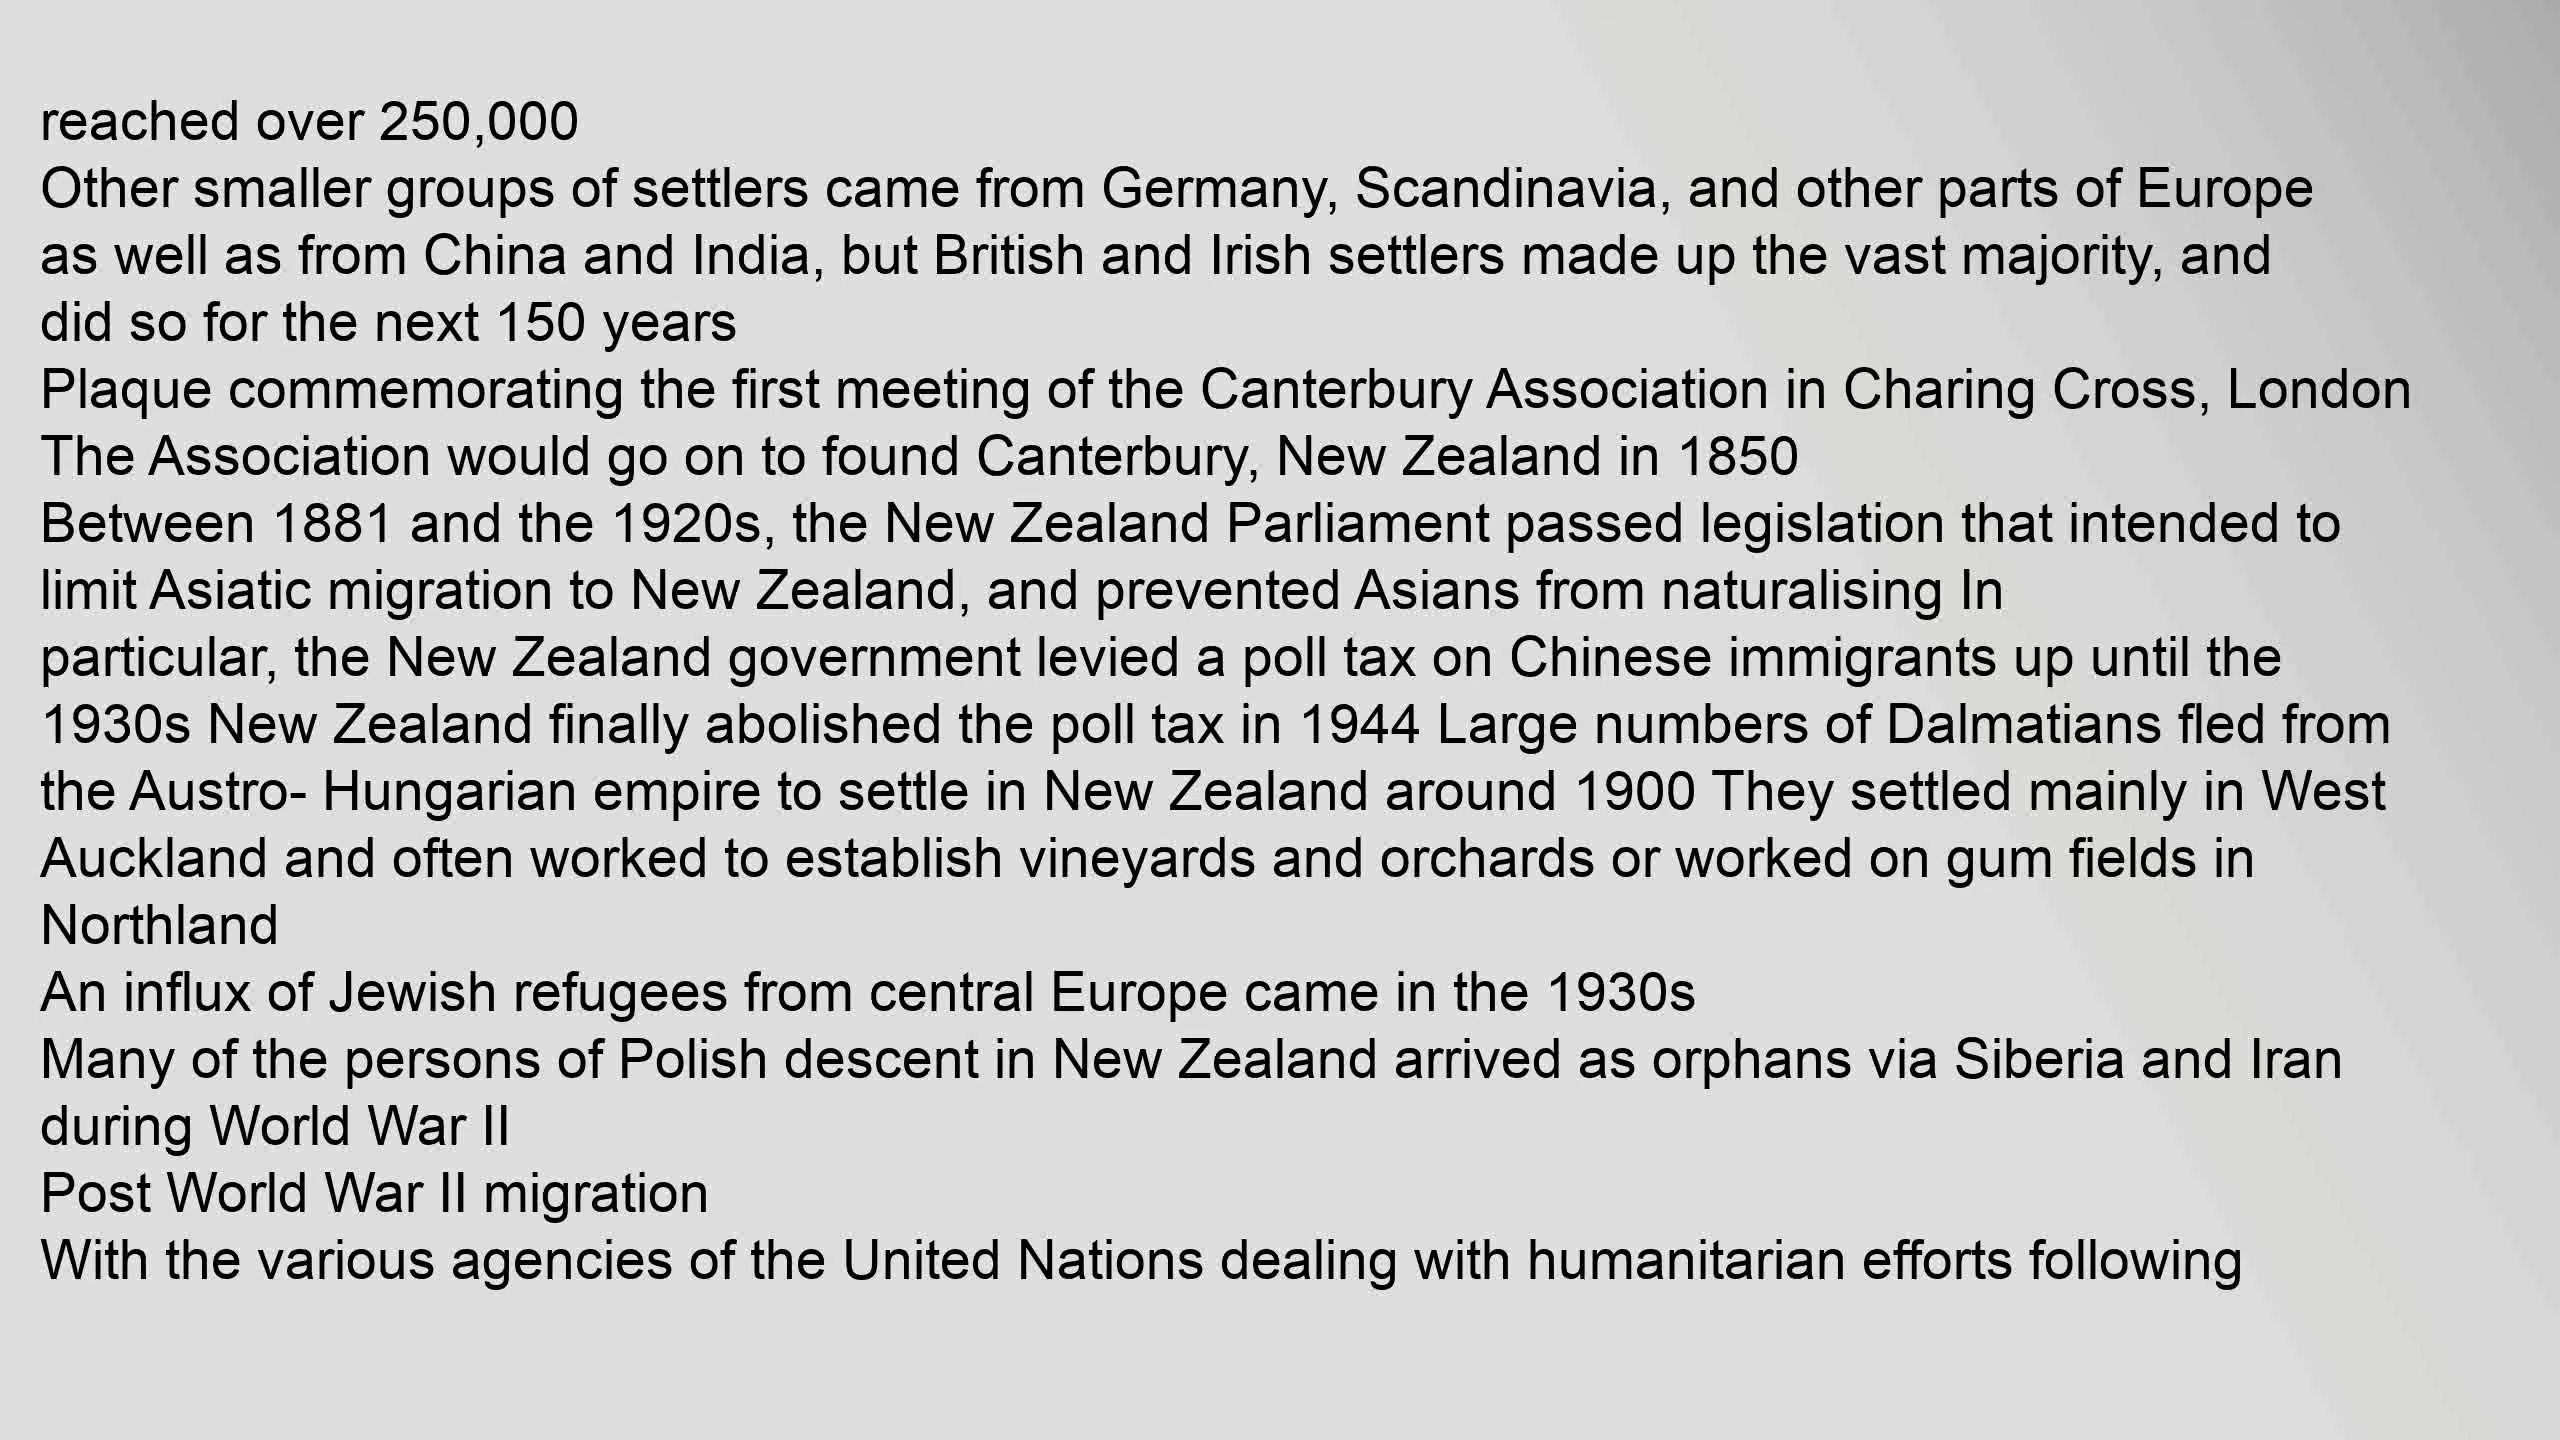 reached over 250,000
Other smaller groups of settlers came from Germany, Scandinavia, and other parts of Europe
as well as from China and India, but British and Irish settlers made up the vast majority, and
did so for the next 150 years
Plaque commemorating the first meeting of the Canterbury Association in Charing Cross, London
The Association would go on to found Canterbury, New Zealand in 1850
Between 1881 and the 1920s, the New Zealand Parliament passed legislation that intended to
limit Asiatic migration to New Zealand, and prevented Asians from naturalising In
particular, the New Zealand government levied a poll tax on Chinese immigrants up until the
1930s New Zealand finally abolished the poll tax in 1944 Large numbers of Dalmatians fled from
the Austro- Hungarian empire to settle in New Zealand around 1900 They settled mainly in West
Auckland and often worked to establish vineyards and orchards or worked on gum fields in
Northland
An influx of Jewish refugees from central Europe came in the 1930s
Many of the persons of Polish descent in New Zealand arrived as orphans via Siberia and Iran
during World War II
Post World War II migration
With the various agencies of the United Nations dealing with humanitarian efforts following